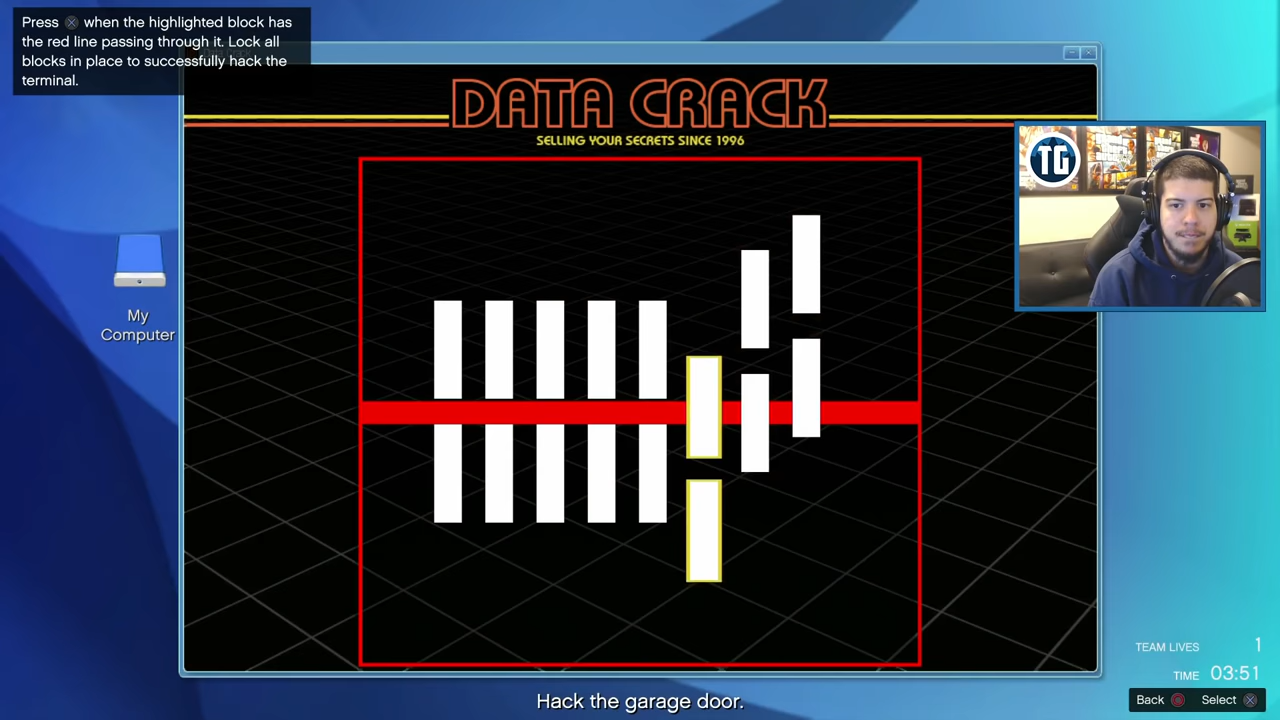 Press ⊗ when the highlighted block has
the red line passing through it. Lock all
blocks in place to successfully hack the
terminal.
DATA CRACK
SELLING YOUR SECRETS SINCE 1996
TG
My
Computer
TEAM LIVES 1
TIME 03:51
Back Select
Hack the garage door.